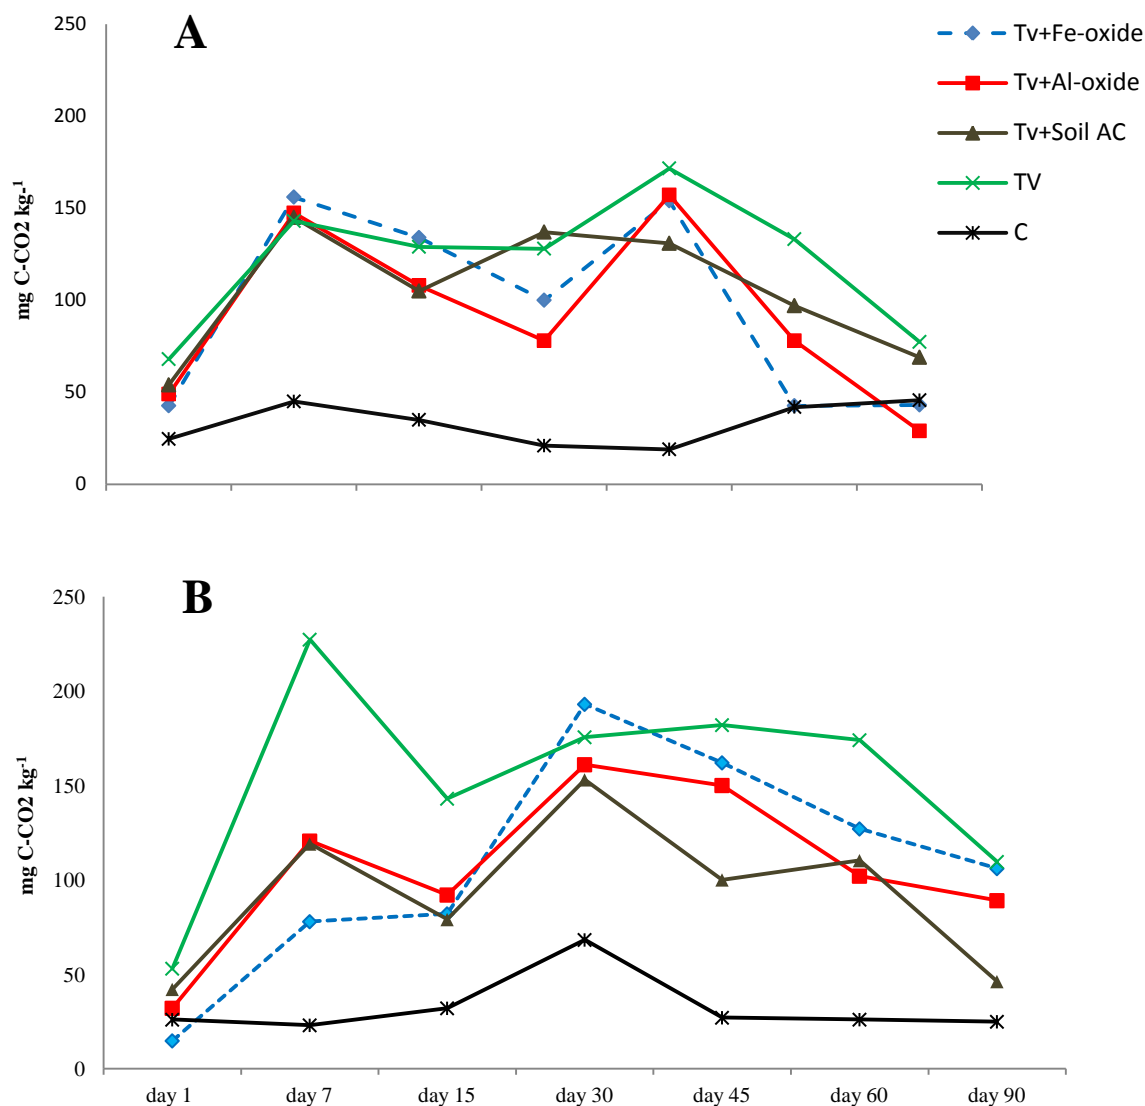 A
250
200
150
100
50
0
mg C-CO2 kg-¹
Tv+Fe-oxide
Tv+Al-oxide
Tv+Soil AC
TV
C
B
250
200
150
100
50
0
mg C-CO2 kg-¹
day 1 day 7 day 15 day 30 day 45 day 60 day 90